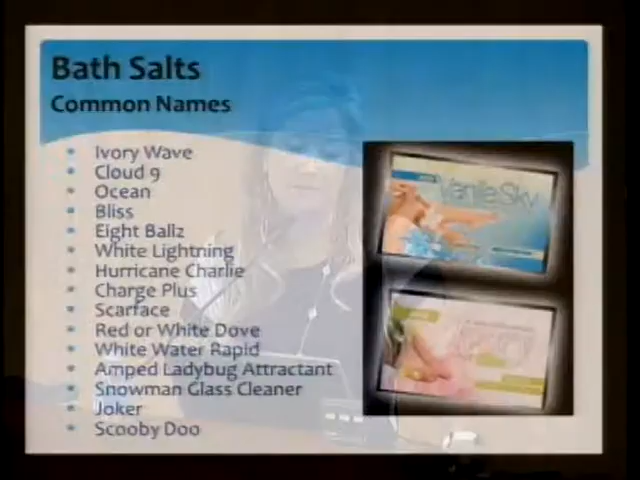 Bath Salts
Common Names
Ivory Wave
Cloud 9
Ocean
Bliss
Eight Ballz
White Lightning
Hurricane Charlie
Charge Plus
Scarface
Red or White Dove
White Water Rapid
Amped Ladybug Attractant
Snowman Glass Cleaner
Joker
Scooby Doo
Vanilla Sky